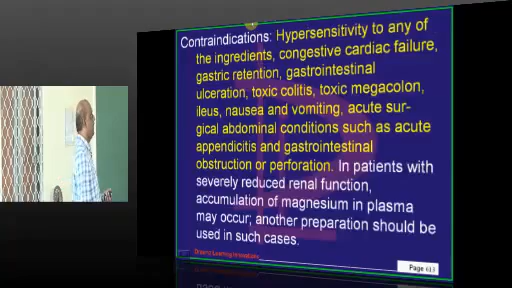 Contraindications: Hypersensitivity to any of
the ingredients, congestive cardiac failure,
gastric retention, gastrointestinal
ulceration, toxic colitis, toxic megacolon,
ileus, nausea and vomiting, acute sur-
gical abdominal conditions such as acute
appendicitis and gastrointestinal
obstruction or perforation. In patients with
severely reduced renal function,
accumulation of magnesium in plasma
may occur; another preparation should be
used in such cases.
Page 613